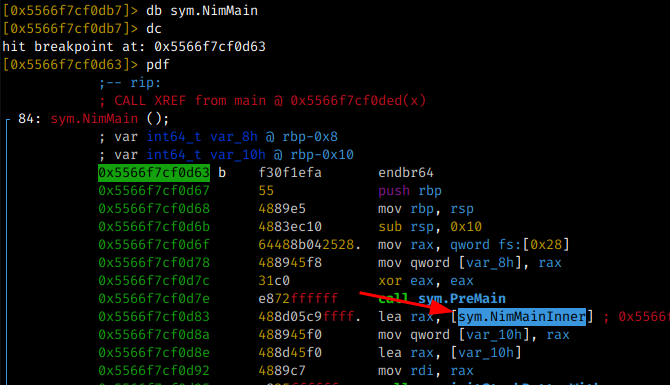 [0x5566f7cf0db7]> db sym.NimMain
[0x5566f7cf0db7]> dc
hit breakpoint at: 0x5566f7cf0d63
[0x5566f7cf0d63]> pdf
;-- rip:
; CALL XREF from main @ 0x5566f7cf0ded(x)
84: sym.NimMain ();
; var int64_t var_8h @ rbp-0x8
; var int64_t var_10h @ rbp-0x10
0x5566f7cf0d63 b f30f1efa endbr64
0x5566f7cf0d67 55 push rbp
0x5566f7cf0d68 4889e5 mov rbp, rsp
0x5566f7cf0d6b 4883ec10 sub rsp, 0x10
0x5566f7cf0d6f 64488b042528. mov rax, qword fs:[0x28]
0x5566f7cf0d78 488945f8 mov qword [var_8h], rax
0x5566f7cf0d7c 31c0 xor eax, eax
0x5566f7cf0d7e e872ffffff call sym.PreMain
0x5566f7cf0d83 488d05c9ffff. lea rax, [sym.NimMainInner] ; 0x5566f
0x5566f7cf0d8a 488945f0 mov qword [var_10h], rax
0x5566f7cf0d8e 488d45f0 lea rax, [var_10h]
0x5566f7cf0d92 4889c7 mov rdi, rax